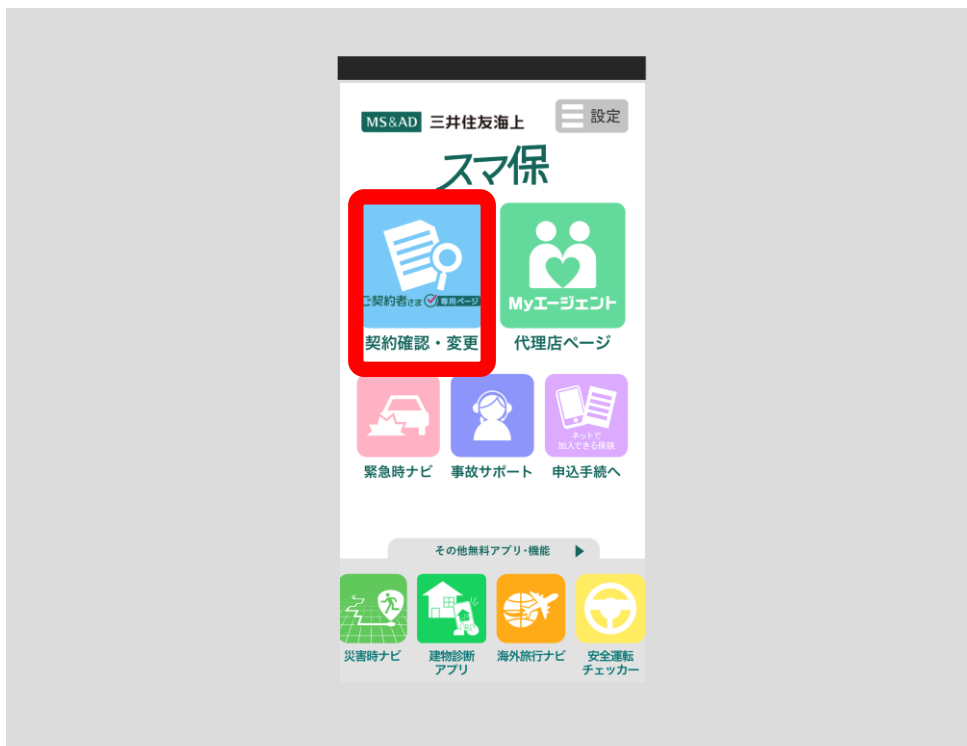 MS&AD 三井住友海上
設定
スマ保
ご契約者さま 専用ページ
契約確認・変更
Myエージェント
代理店ページ
ネットで
加入できる保険
緊急時ナビ
事故サポート
申込手続へ
その他無料アプリ・機能
災害時ナビ
建物診断
アプリ
海外旅行ナビ
安全運転
チェッカー